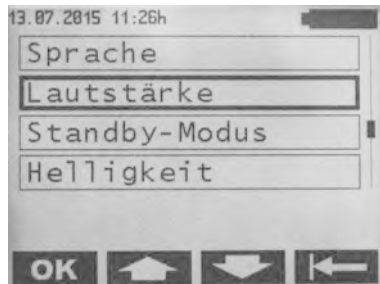 13.07.2015 11:26h
Sprache
Lautstärke
Standby-Modus
Helligkeit
OK